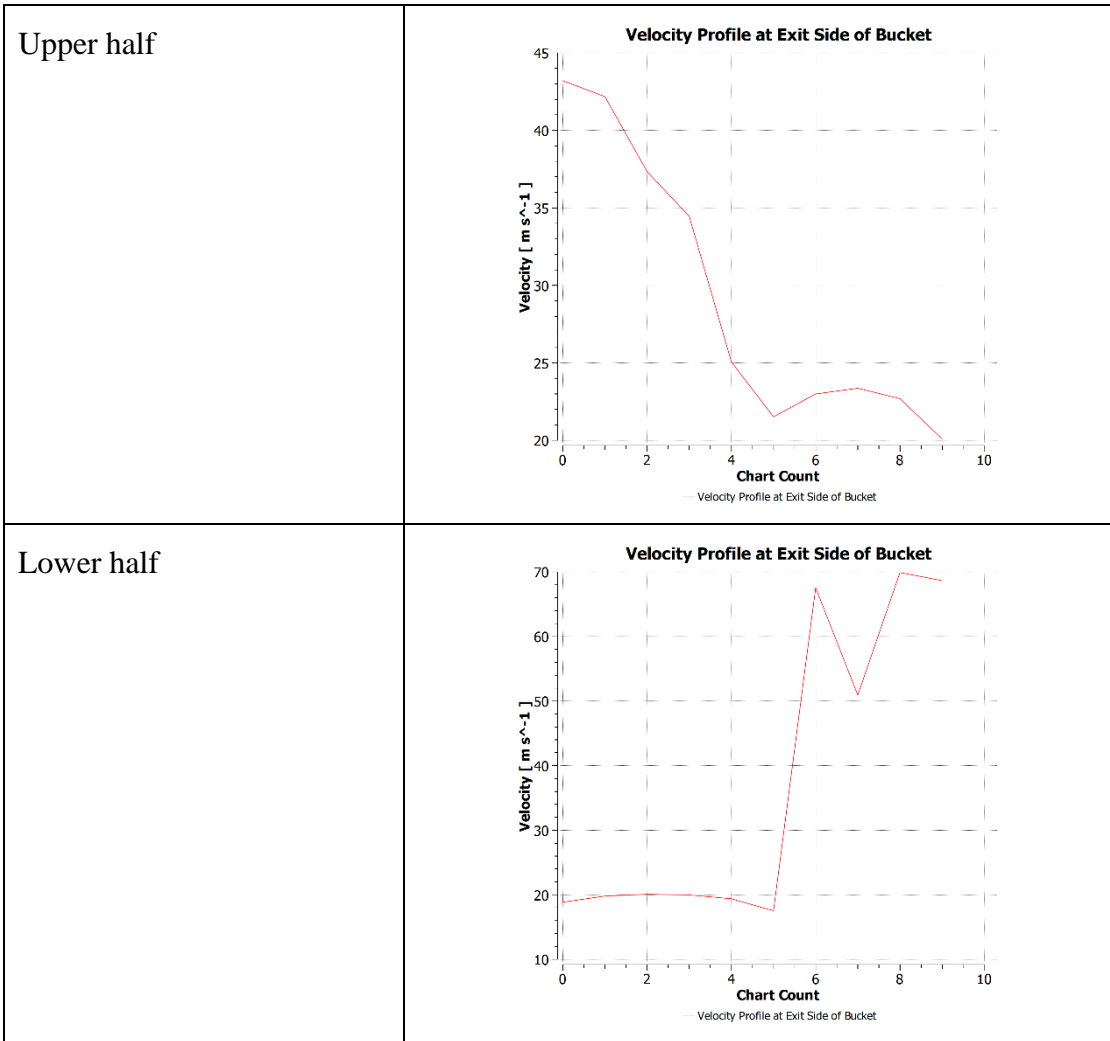 Upper half
Velocity Profile at Exit Side of Bucket
45
40
35
30
25
20
Velocity [ m s^-1 ]
0 2 4 6 8 10
Chart Count
Velocity Profile at Exit Side of Bucket
Lower half
Velocity Profile at Exit Side of Bucket
70
60
50
40
30
20
10
Velocity [ m s^-1 ]
0 2 4 6 8 10
Chart Count
Velocity Profile at Exit Side of Bucket